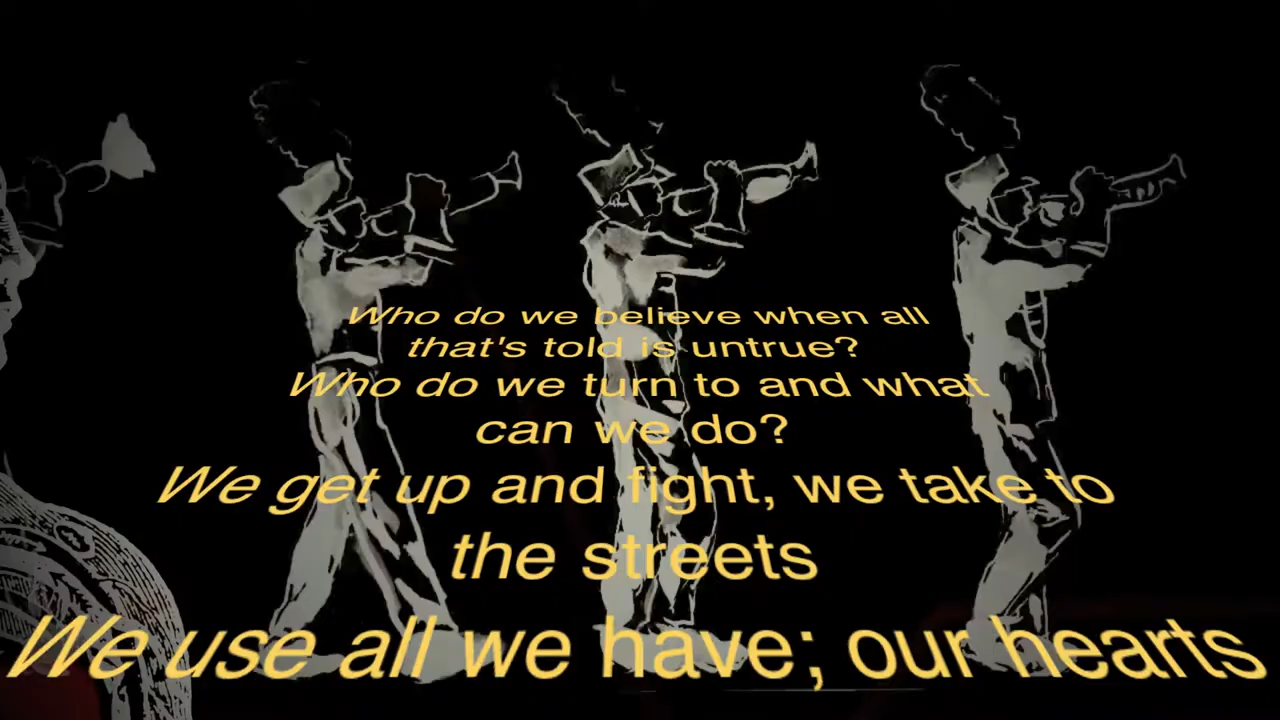 Who do we believe when all
that's told is untrue?
Who do we turn to and what
can we do?
We get up and fight, we take to
the streets
We use all we have; our hearts